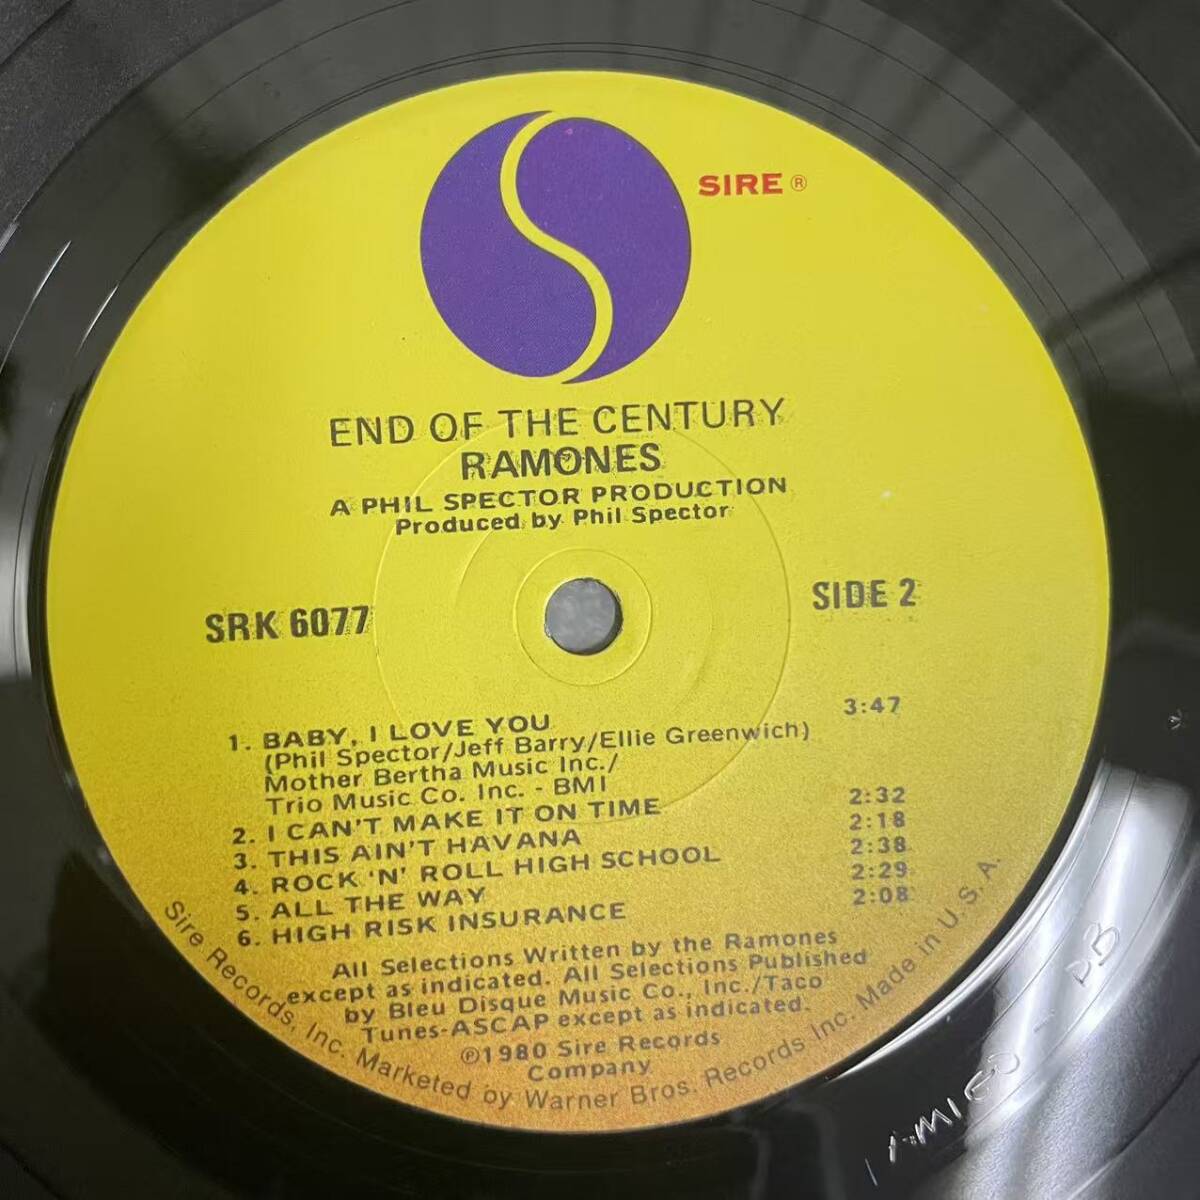 SIRE ®
END OF THE CENTURY
RAMONES
A PHIL SPECTOR PRODUCTION
Produced by Phil Spector
SRK 6077
SIDE 2
1. BABY, I LOVE YOU 3:47
(Phil Spector/Jeff Barry/Ellie Greenwich)
Mother Bertha Music Inc./
Trio Music Co. Inc. - BMI
2. I CAN'T MAKE IT ON TIME 2:32
3. THIS AIN'T HAVANA 2:18
4. ROCK 'N' ROLL HIGH SCHOOL 2:38
5. ALL THE WAY 2:29
6. HIGH RISK INSURANCE 2:08
All Selections Written by the Ramones
except as indicated. All Selections Published
by Bleu Disque Music Co., Inc./Taco
Tunes-ASCAP except as indicated.
℗1980 Sire Records
Company
Sire Records, Inc. Marketed by Warner Bros. Records Inc. Made in U. S. A.
AMIGO - DB